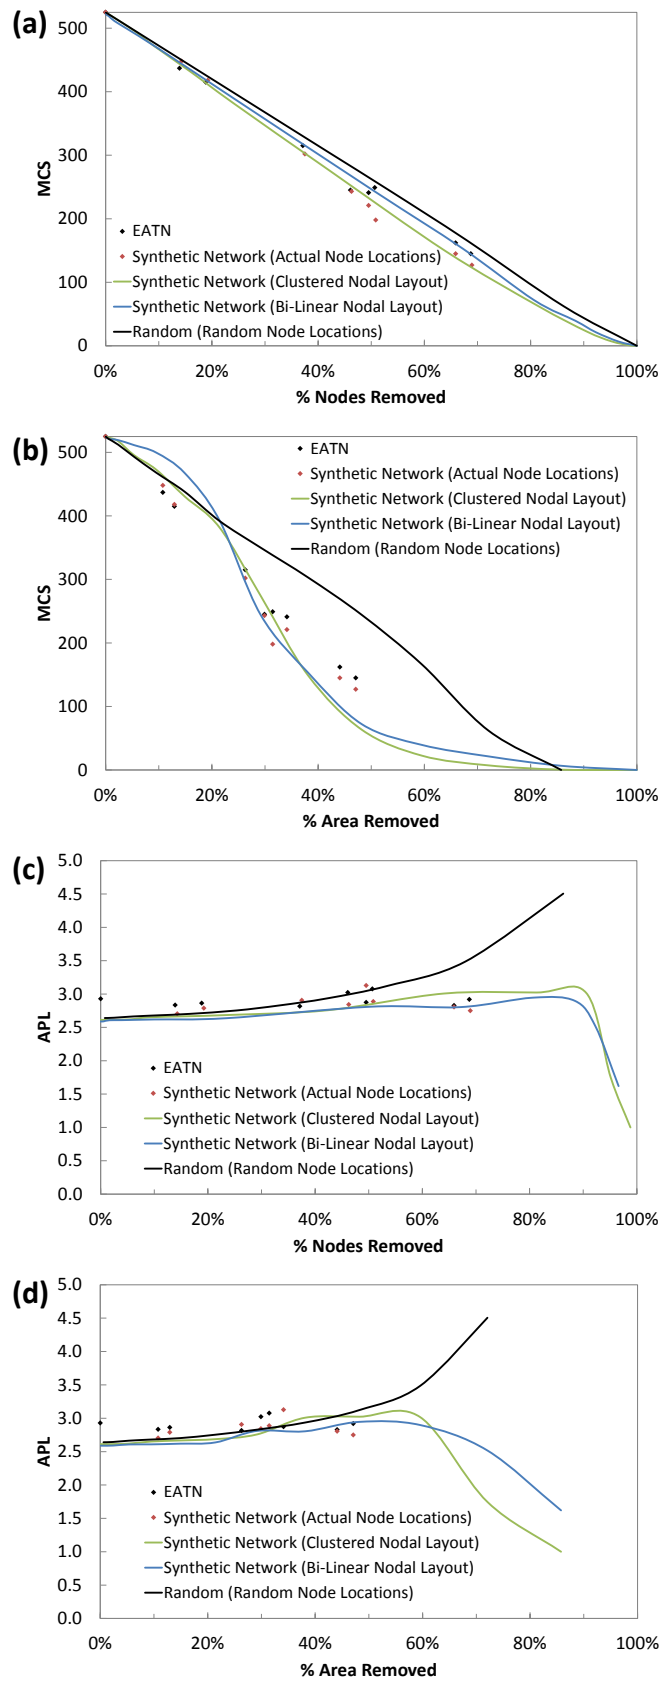 (a)
500
400
300
200
100
0
MCS
EATN
Synthetic Network (Actual Node Locations)
Synthetic Network (Clustered Nodal Layout)
Synthetic Network (Bi-Linear Nodal Layout)
Random (Random Node Locations)
0% 20% 40% 60% 80% 100%
% Nodes Removed
(b)
500
400
300
200
100
0
MCS
EATN
Synthetic Network (Actual Node Locations)
Synthetic Network (Clustered Nodal Layout)
Synthetic Network (Bi-Linear Nodal Layout)
Random (Random Node Locations)
0% 20% 40% 60% 80% 100%
% Area Removed
(c)
5.0
4.5
4.0
3.5
3.0
2.5
2.0
1.5
1.0
0.5
0.0
APL
EATN
Synthetic Network (Actual Node Locations)
Synthetic Network (Clustered Nodal Layout)
Synthetic Network (Bi-Linear Nodal Layout)
Random (Random Node Locations)
0% 20% 40% 60% 80% 100%
% Nodes Removed
(d)
5.0
4.5
4.0
3.5
3.0
2.5
2.0
1.5
1.0
0.5
0.0
APL
EATN
Synthetic Network (Actual Node Locations)
Synthetic Network (Clustered Nodal Layout)
Synthetic Network (Bi-Linear Nodal Layout)
Random (Random Node Locations)
0% 20% 40% 60% 80% 100%
% Area Removed